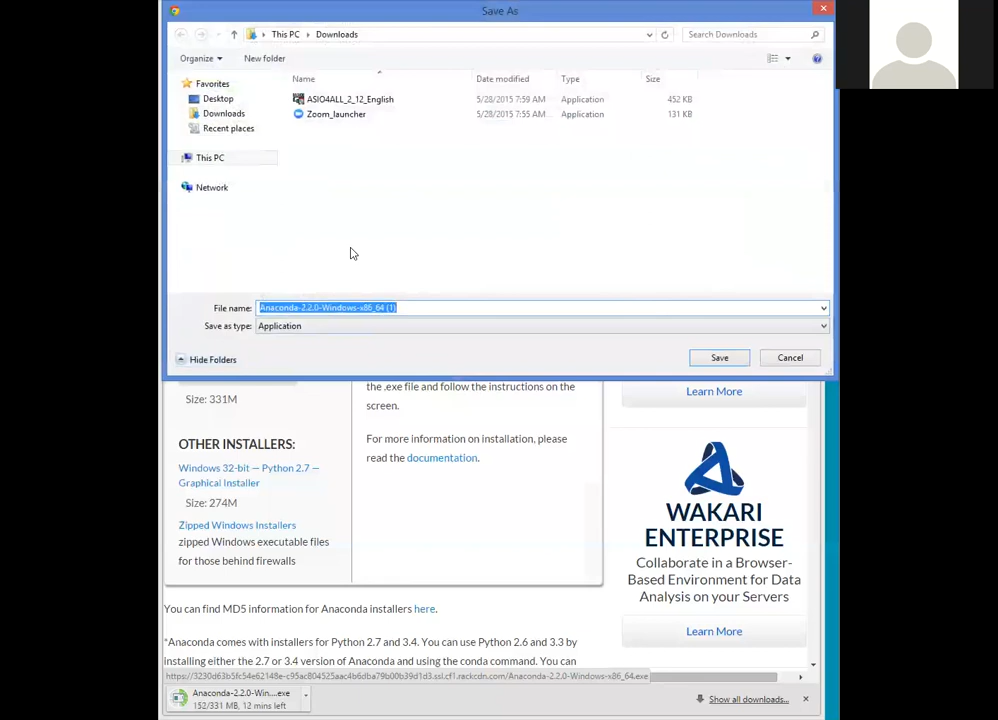 Save As
This PC
Downloads
Search Downloads
Organize
New folder
Name
Date modified
Type
Size
Favorites
Desktop
Downloads
Recent places
This PC
Network
ASIO4ALL_2_12_English
5/28/2015 7:59 AM
Application
452 KB
Zoom_launcher
5/28/2015 7:55 AM
Application
131 KB
File name:
Anaconda-2.2.0-Windows-x86_64 (1)
Save as type:
Application
Hide Folders
Save
Cancel
Size: 331M
OTHER INSTALLERS:
Windows 32-bit — Python 2.7 —
Graphical Installer
Size: 274M
Zipped Windows Installers
zipped Windows executable files
for those behind firewalls
the .exe file and follow the instructions on the
screen.
For more information on installation, please
read the documentation.
Learn More
WAKARI
ENTERPRISE
Collaborate in a Browser-
Based Environment for Data
Analysis on your Servers
Learn More
You can find MD5 information for Anaconda installers here.
*Anaconda comes with installers for Python 2.7 and 3.4. You can use Python 2.6 and 3.3 by
installing either the 2.7 or 3.4 version of Anaconda and using the conda command. You can
Anaconda-2.2.0-Win....exe
152/331 MB, 12 mins left
Show all downloads...